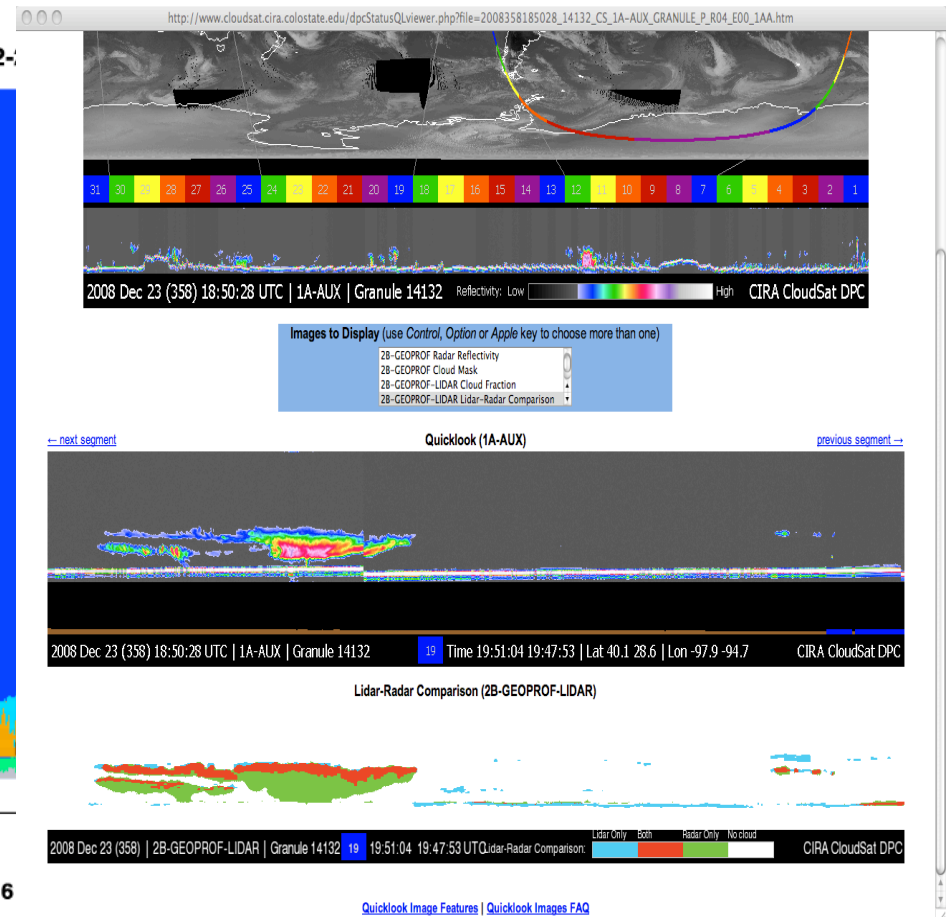 http://www.cloudsat.cira.colostate.edu/dpcStatusQLviewer.php?file=2008358185028_14132_CS_1A-AUX_GRANULE_P_R04_E00_1AA.htm
2-
31 30 29 28 27 26 25 24 23 22 21 20 19 18 17 16 15 14 13 12 11 10 9 8 7 6 5 4 3 2 1
2008 Dec 23 (358) 18:50:28 UTC | 1A-AUX | Granule 14132 Reflectivity: Low High CIRA CloudSat DPC
Images to Display (use Control, Option or Apple key to choose more than one)
2B-GEOPROF Radar Reflectivity
2B-GEOPROF Cloud Mask
2B-GEOPROF-LIDAR Cloud Fraction
2B-GEOPROF-LIDAR Lidar-Radar Comparison
← next segment Quicklook (1A-AUX) previous segment →
2008 Dec 23 (358) 18:50:28 UTC | 1A-AUX | Granule 14132 19 Time 19:51:04 19:47:53 | Lat 40.1 28.6 | Lon -97.9 -94.7 CIRA CloudSat DPC
Lidar-Radar Comparison (2B-GEOPROF-LIDAR)
Lidar Only Both Radar Only No cloud
2008 Dec 23 (358) | 2B-GEOPROF-LIDAR | Granule 14132 19 19:51:04 19:47:53 UTC Lidar-Radar Comparison: CIRA CloudSat DPC
6
Quicklook Image Features | Quicklook Images FAQ